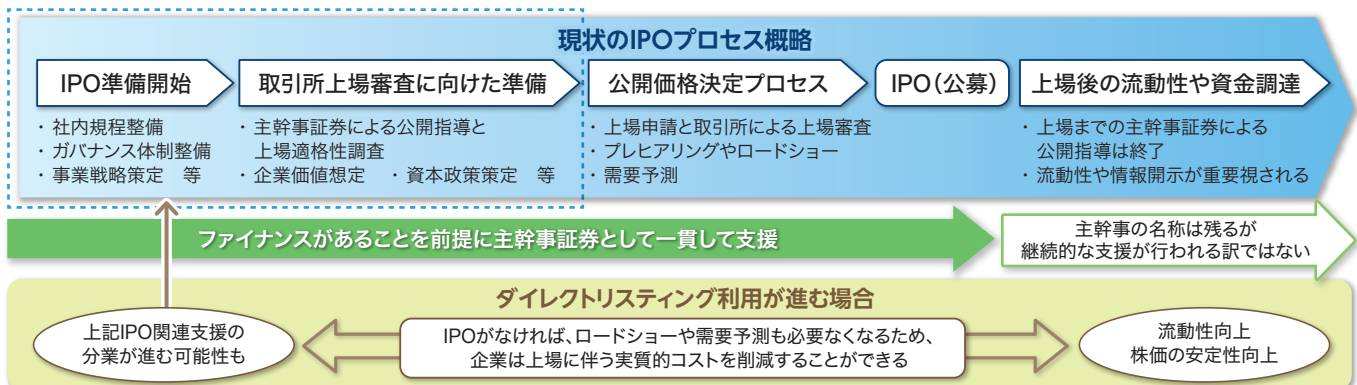 現状のIPOプロセス概略
IPO準備開始
・ 社内規程整備
・ ガバナンス体制整備
・ 事業戦略策定　等
取引所上場審査に向けた準備
・ 主幹事証券による公開指導と
上場適格性調査
・ 企業価値想定　・ 資本政策策定　等
公開価格決定プロセス
・ 上場申請と取引所による上場審査
・ プレヒアリングやロードショー
・ 需要予測
IPO（公募）
上場後の流動性や資金調達
・ 上場までの主幹事証券による
公開指導は終了
・ 流動性や情報開示が重要視される
ファイナンスがあることを前提に主幹事証券として一貫して支援
主幹事の名称は残るが
継続的な支援が行われる訳ではない
ダイレクトリスティング利用が進む場合
上記IPO関連支援の
分業が進む可能性も
IPOがなければ、ロードショーや需要予測も必要なくなるため、
企業は上場に伴う実質的コストを削減することができる
流動性向上
株価の安定性向上